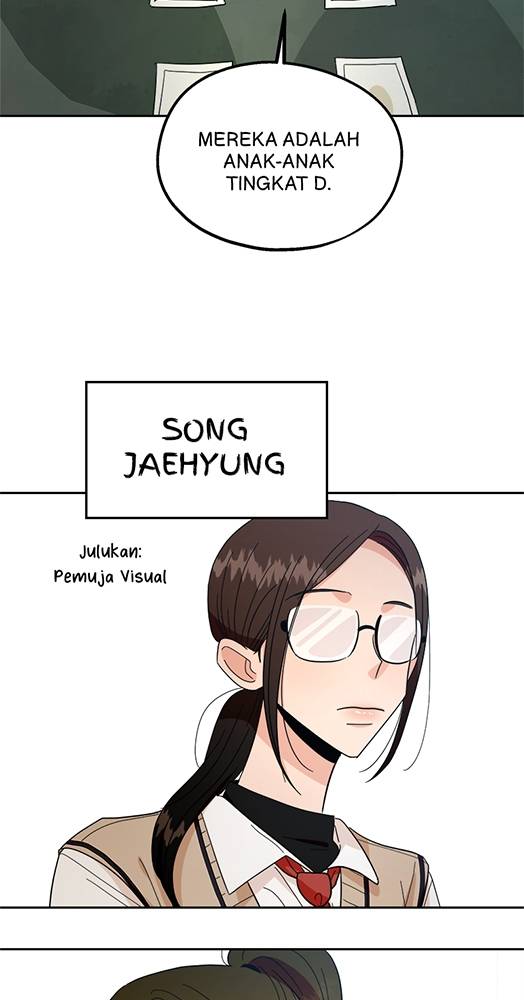 MEREKA ADALAH
ANAK-ANAK
TINGKAT D.
SONG
JAEHYUNG
Julukan:
Pemuja Visual